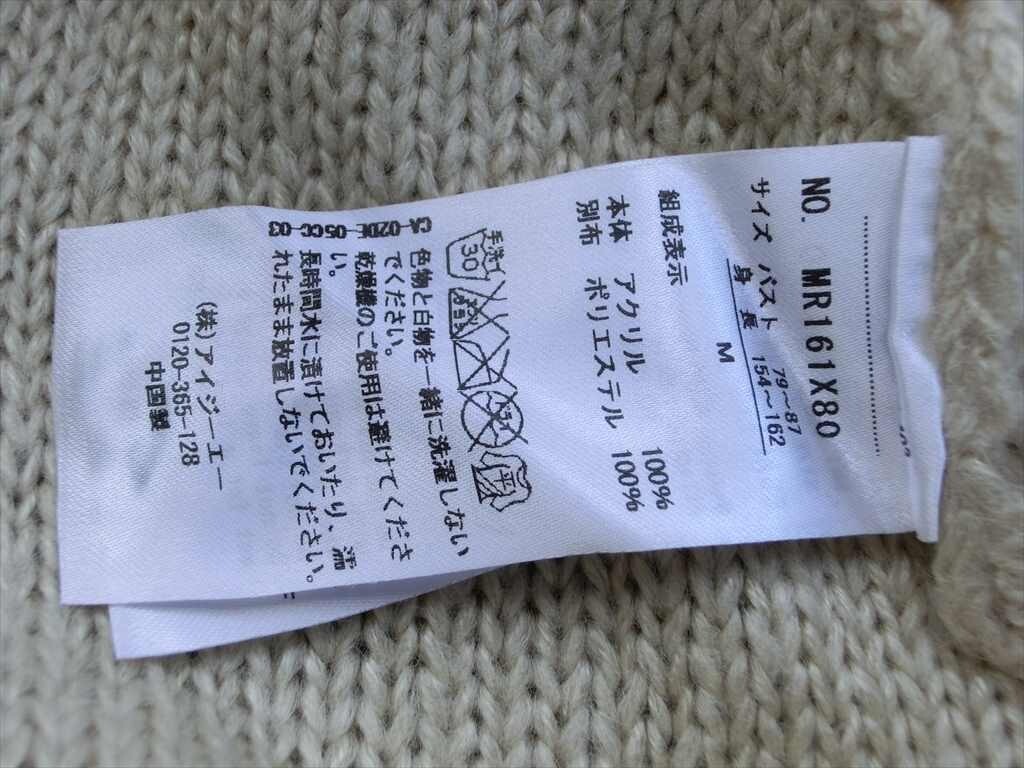 NO. MR161X80
サイズ バスト 79~87
身長 154~162
M
組成表示
本体 アクリル 100%
別布 ポリエステル 100%
手洗イ
30
平
色物と白物を一緒に洗濯しない
でください。
乾燥機のご使用は避けてくださ
い。
長時間水に漬けておいたり、濡
れたまま放置しないでください。
(株)アイジーエー
0120-365-128
中国製